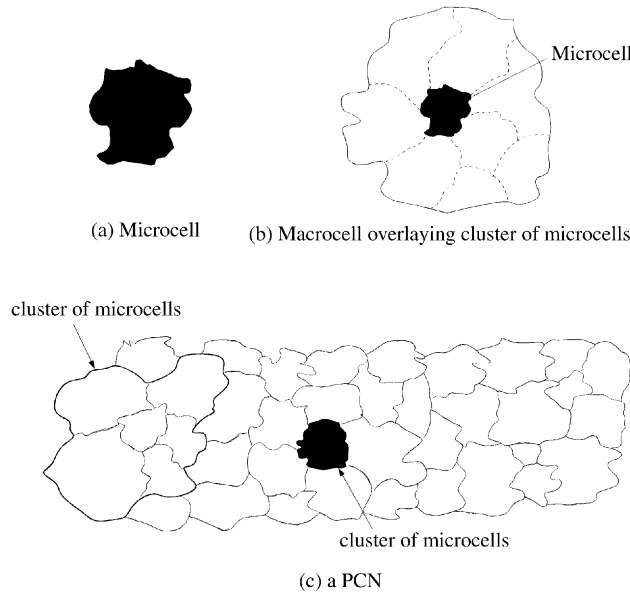 Microcell
(a) Microcell
(b) Macrocell overlaying cluster of microcells
cluster of microcells
cluster of microcells
(c) a PCN